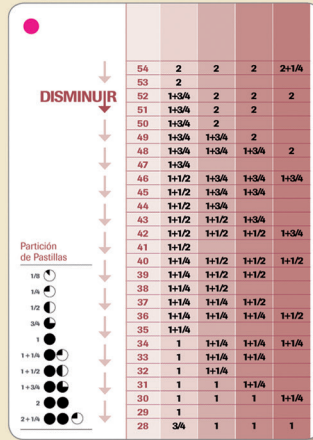 54 2 2 2 2+1/4
53 2
DISMINUIR
52 1+3/4 2 2 2
51 1+3/4 2 2
50 1+3/4 2
49 1+3/4 1+3/4 2
48 1+3/4 1+3/4 1+3/4 2
47 1+3/4
46 1+1/2 1+3/4 1+3/4 1+3/4
45 1+1/2 1+3/4 1+3/4
44 1+1/2 1+3/4
43 1+1/2 1+1/2 1+3/4
42 1+1/2 1+1/2 1+1/2 1+3/4
41 1+1/2
40 1+1/4 1+1/2 1+1/2 1+1/2
39 1+1/4 1+1/2 1+1/2
38 1+1/4 1+1/2
37 1+1/4 1+1/4 1+1/2
36 1+1/4 1+1/4 1+1/4 1+1/2
35 1+1/4
34 1 1+1/4 1+1/4 1+1/4
33 1 1+1/4 1+1/4
32 1 1+1/4
31 1 1 1+1/4
30 1 1 1 1+1/4
29 1
28 3/4 1 1 1
Partición
de Pastillas
1/8
1/4
1/2
3/4
1
1+1/4
1+1/2
1+3/4
2
2+1/4